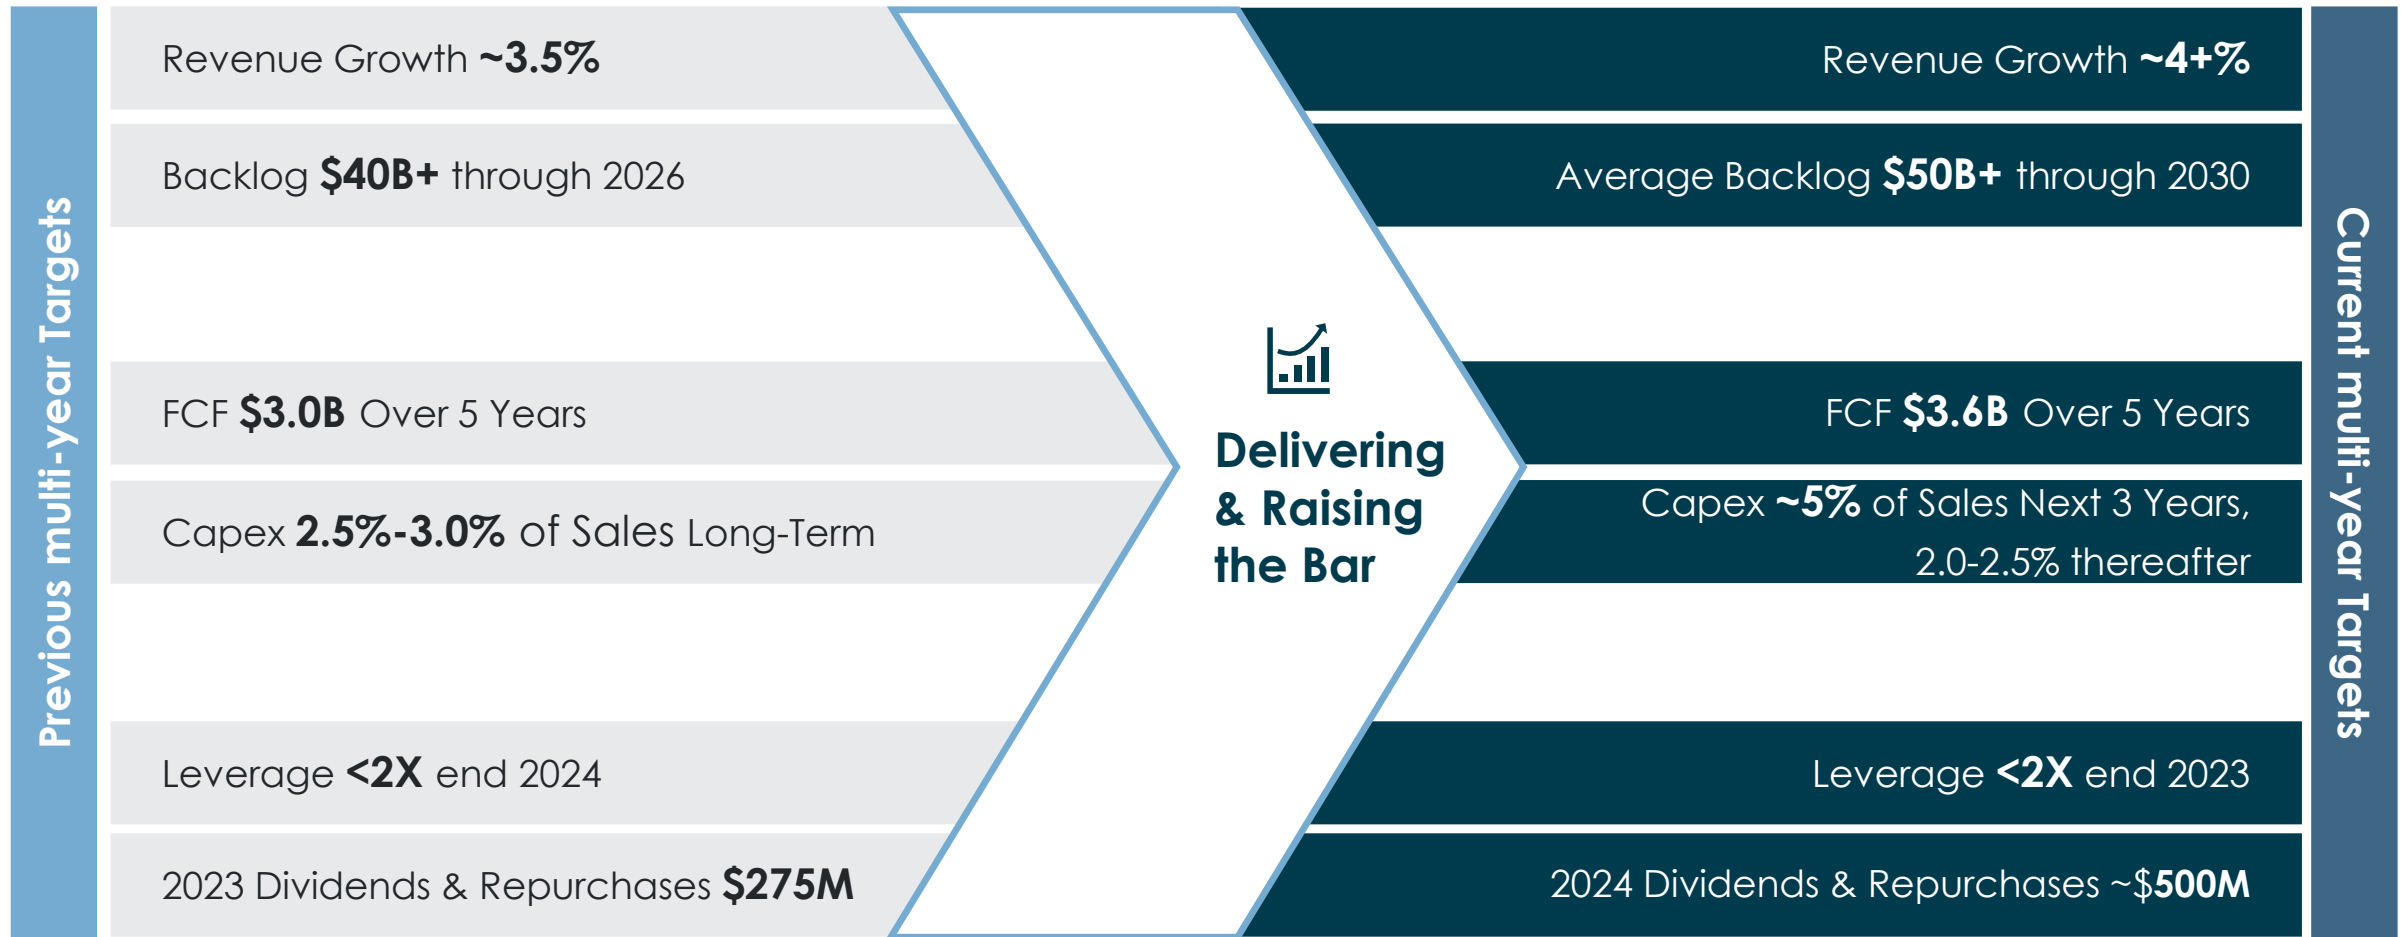 Previous multi-year Targets
Revenue Growth ~3.5%
Backlog $40B+ through 2026
FCF $3.0B Over 5 Years
Capex 2.5%-3.0% of Sales Long-Term
Leverage <2X end 2024
2023 Dividends & Repurchases $275M
Delivering
& Raising
the Bar
Revenue Growth ~4+%
Average Backlog $50B+ through 2030
FCF $3.6B Over 5 Years
Capex ~5% of Sales Next 3 Years,
2.0-2.5% thereafter
Leverage <2X end 2023
2024 Dividends & Repurchases ~$500M
Current multi-year Targets